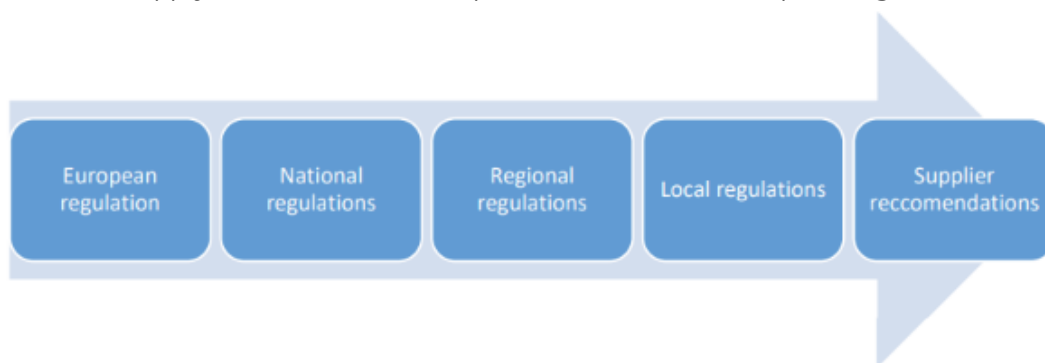 European
regulation
National
regulations
Regional
regulations
Local regulations
Supplier
reccomendations